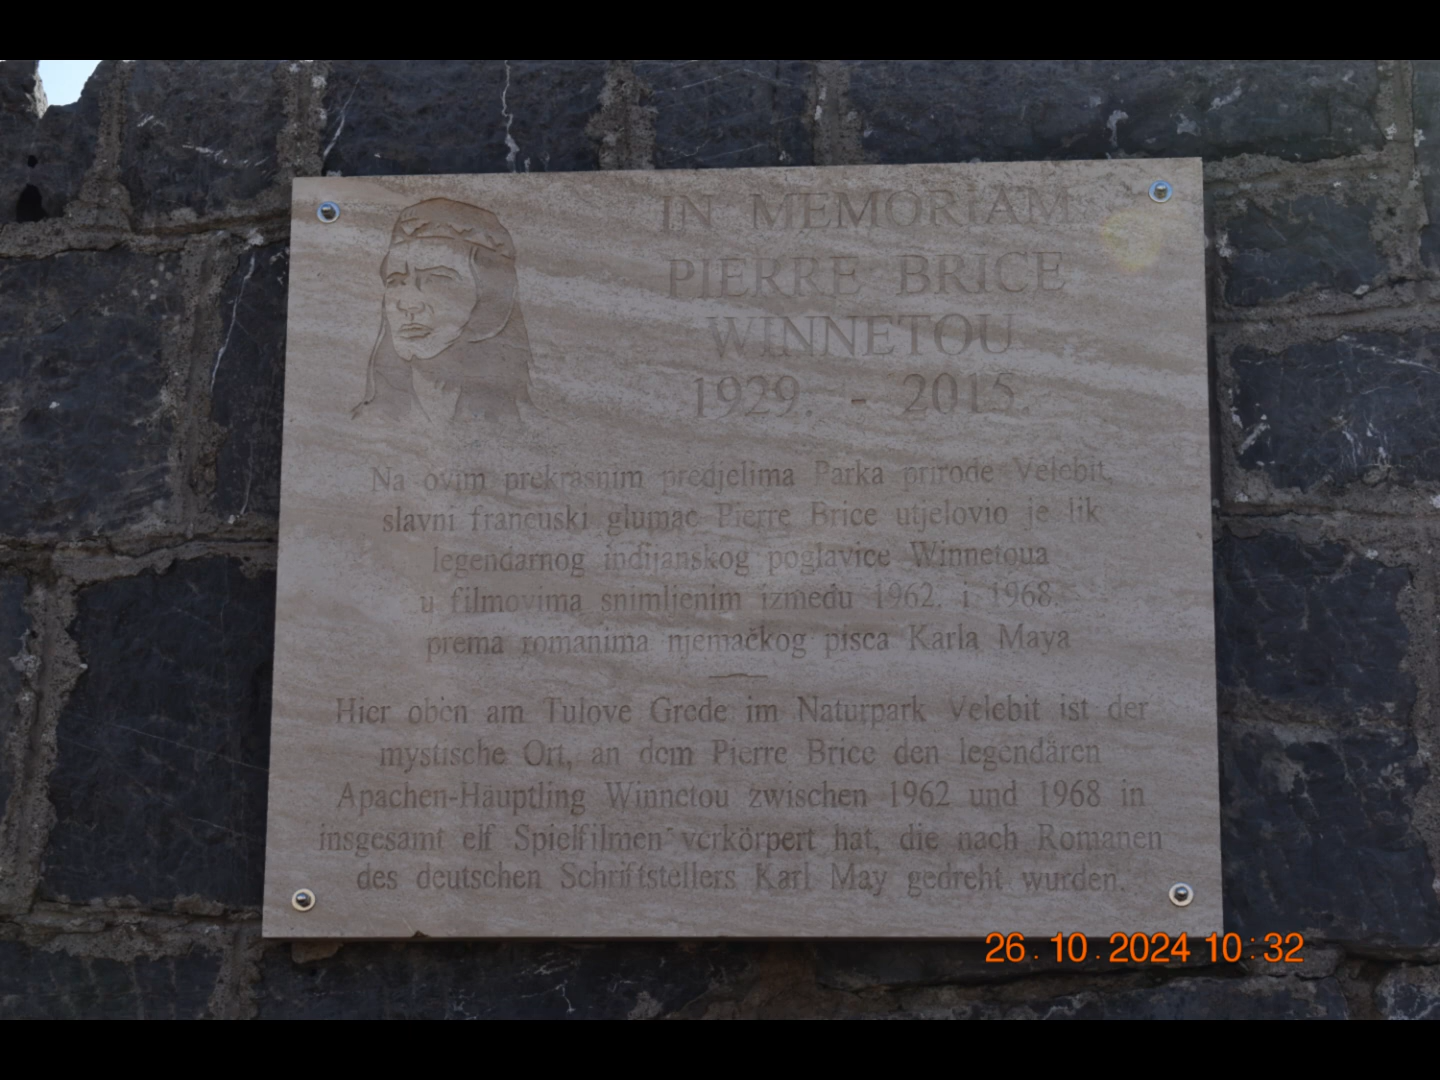 IN MEMORIAM
PIERRE BRICE
WINNETOU
1929. - 2015.
Na ovim prekrasnim predjelima Parka prirode Velebit,
slavni francuski glumac Pierre Brice utjelovio je lik
legendarnog indijanskog poglavice Winnetoua
u filmovima snimljenim između 1962. i 1968.
prema romanima njemačkog pisca Karla Maya
Hier oben am Tulove Grede im Naturpark Velebit ist der
mystische Ort, an dem Pierre Brice den legendären
Apachen-Häuptling Winnetou zwischen 1962 und 1968 in
insgesamt elf Spielfilmen verkörpert hat, die nach Romanen
des deutschen Schriftstellers Karl May gedreht wurden.
26.10.2024 10:32